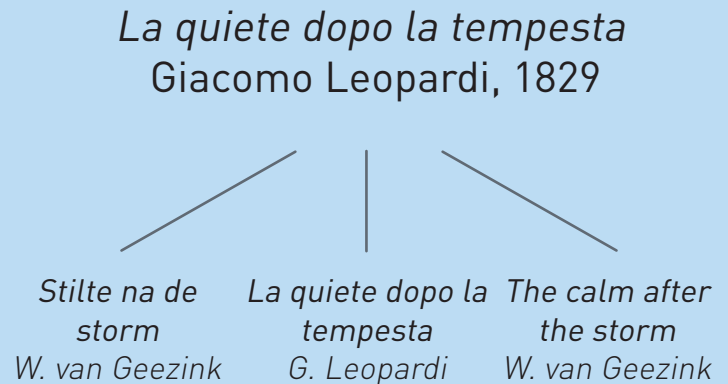 La quiete dopo la tempesta
Giacomo Leopardi, 1829
Stilte na de
storm
W. van Geezink
La quiete dopo la
tempesta
G. Leopardi
The calm after
the storm
W. van Geezink